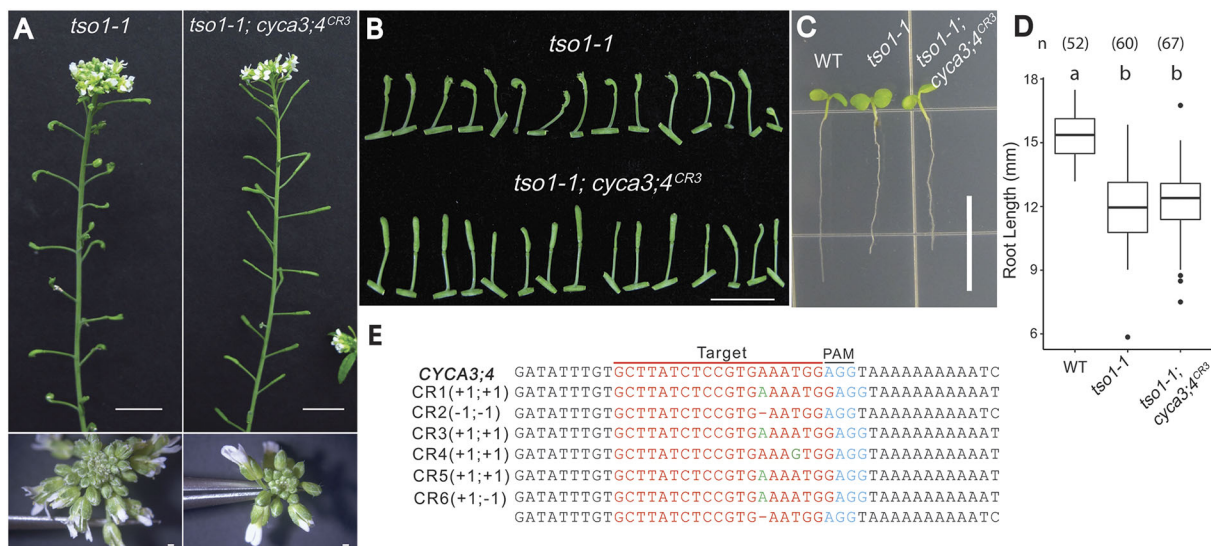 A
tso1-1
tso1-1; cyca3;4CR3
B
tso1-1
tso1-1; cyca3;4CR3
C
WT
tso1-1
tso1-1;
cyca3;4CR3
D
n (52) (60) (67)
a b b
18
15
12
9
6
Root Length (mm)
WT
tso1-1
tso1-1;
cyca3;4CR3
E
Target PAM
CYCA3;4 GATATTTGTGCTTATCTCCGTGAAATGGAGGTAAAAAAAAAATC
CR1(+1;+1) GATATTTGTGCTTATCTCCGTGAAAATGGAGGTAAAAAAAAAAT
CR2(-1;-1) GATATTTGTGCTTATCTCCGTG-AATGGAGGTAAAAAAAAAATC
CR3(+1;+1) GATATTTGTGCTTATCTCCGTGAAAATGGAGGTAAAAAAAAAAT
CR4(+1;+1) GATATTTGTGCTTATCTCCGTGAAAGTGGAGGTAAAAAAAAAAT
CR5(+1;+1) GATATTTGTGCTTATCTCCGTGAAAATGGAGGTAAAAAAAAAAT
CR6(+1;-1) GATATTTGTGCTTATCTCCGTGAAAATGGAGGTAAAAAAAAAAT
GATATTTGTGCTTATCTCCGTG-AATGGAGGTAAAAAAAAAATC